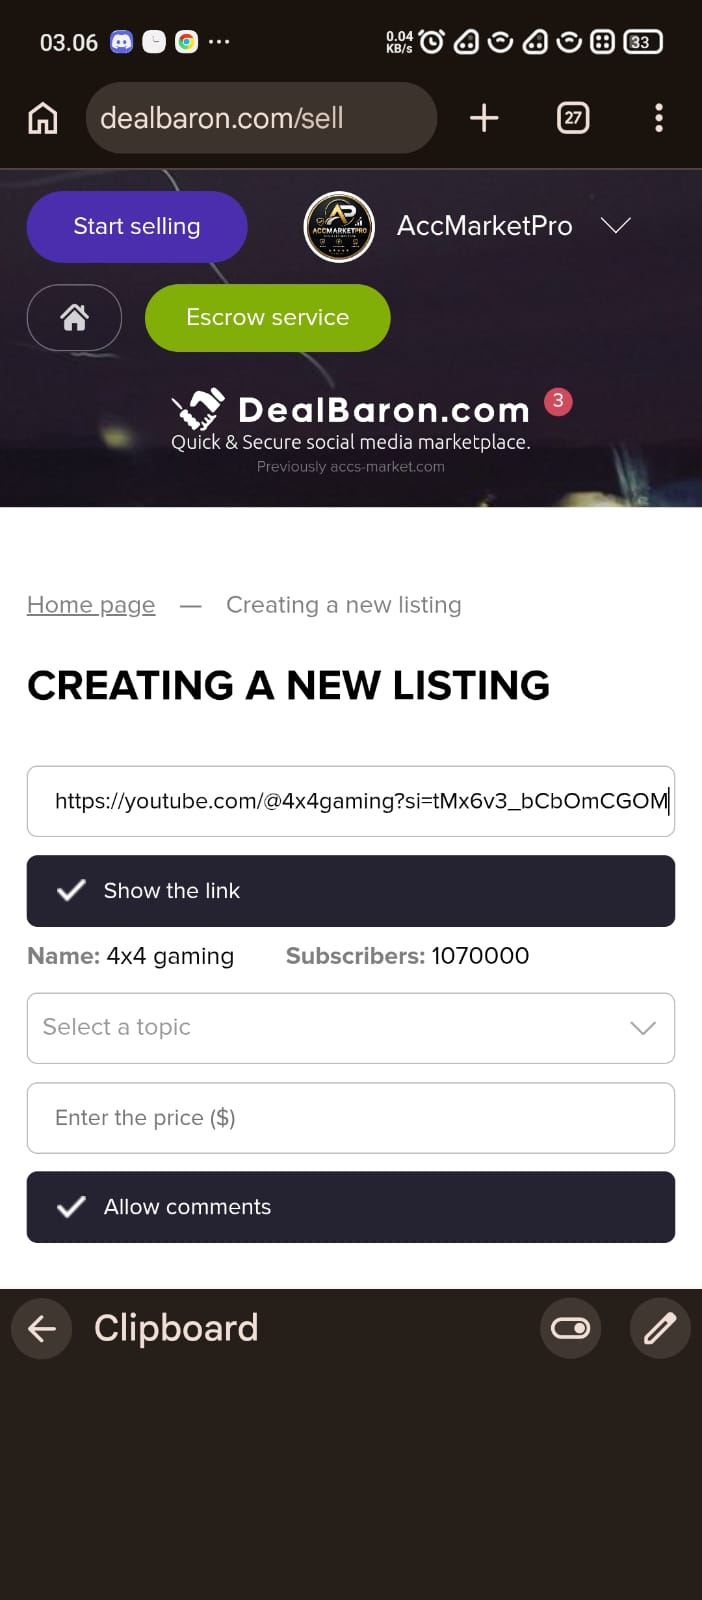 03.06 0.04 KB/s 33
dealbaron.com/sell 27
Start selling AccMarketPro
AP
ACCMARKETPRO
Escrow service
DealBaron.com 3
Quick & Secure social media marketplace.
Previously accs-market.com
Home page — Creating a new listing
CREATING A NEW LISTING
https://youtube.com/@4x4gaming?si=tMx6v3_bCbOmCGOM
Show the link
Name: 4x4 gaming Subscribers: 1070000
Select a topic
Enter the price ($)
Allow comments
Clipboard